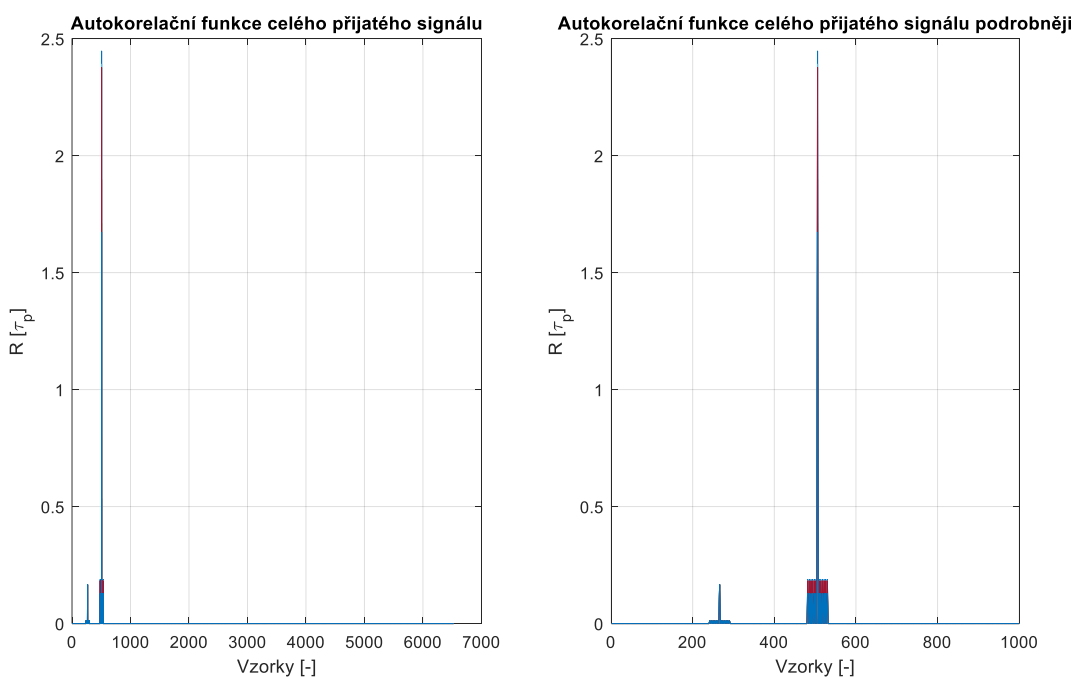 Autokorelační funkce celého přijatého signálu
2.5
2
1.5
1
0.5
0
R [τp]
0 1000 2000 3000 4000 5000 6000 7000
Vzorky [-]
Autokorelační funkce celého přijatého signálu podrobněji
2.5
2
1.5
1
0.5
0
R [τp]
0 200 400 600 800 1000
Vzorky [-]